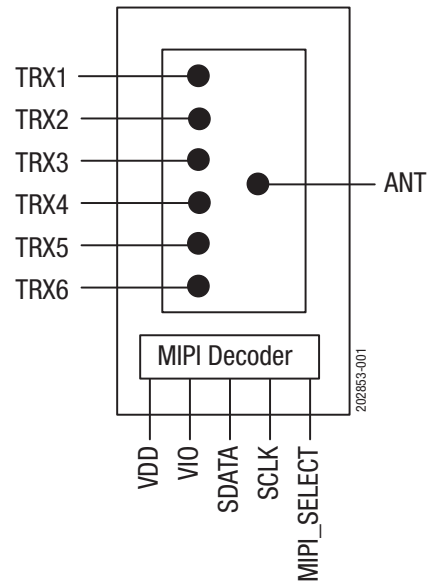 TRX1
TRX2
TRX3
TRX4
TRX5
TRX6
ANT
MIPI Decoder
202853-001
VDD
VIO
SDATA
SCLK
MIPI_SELECT